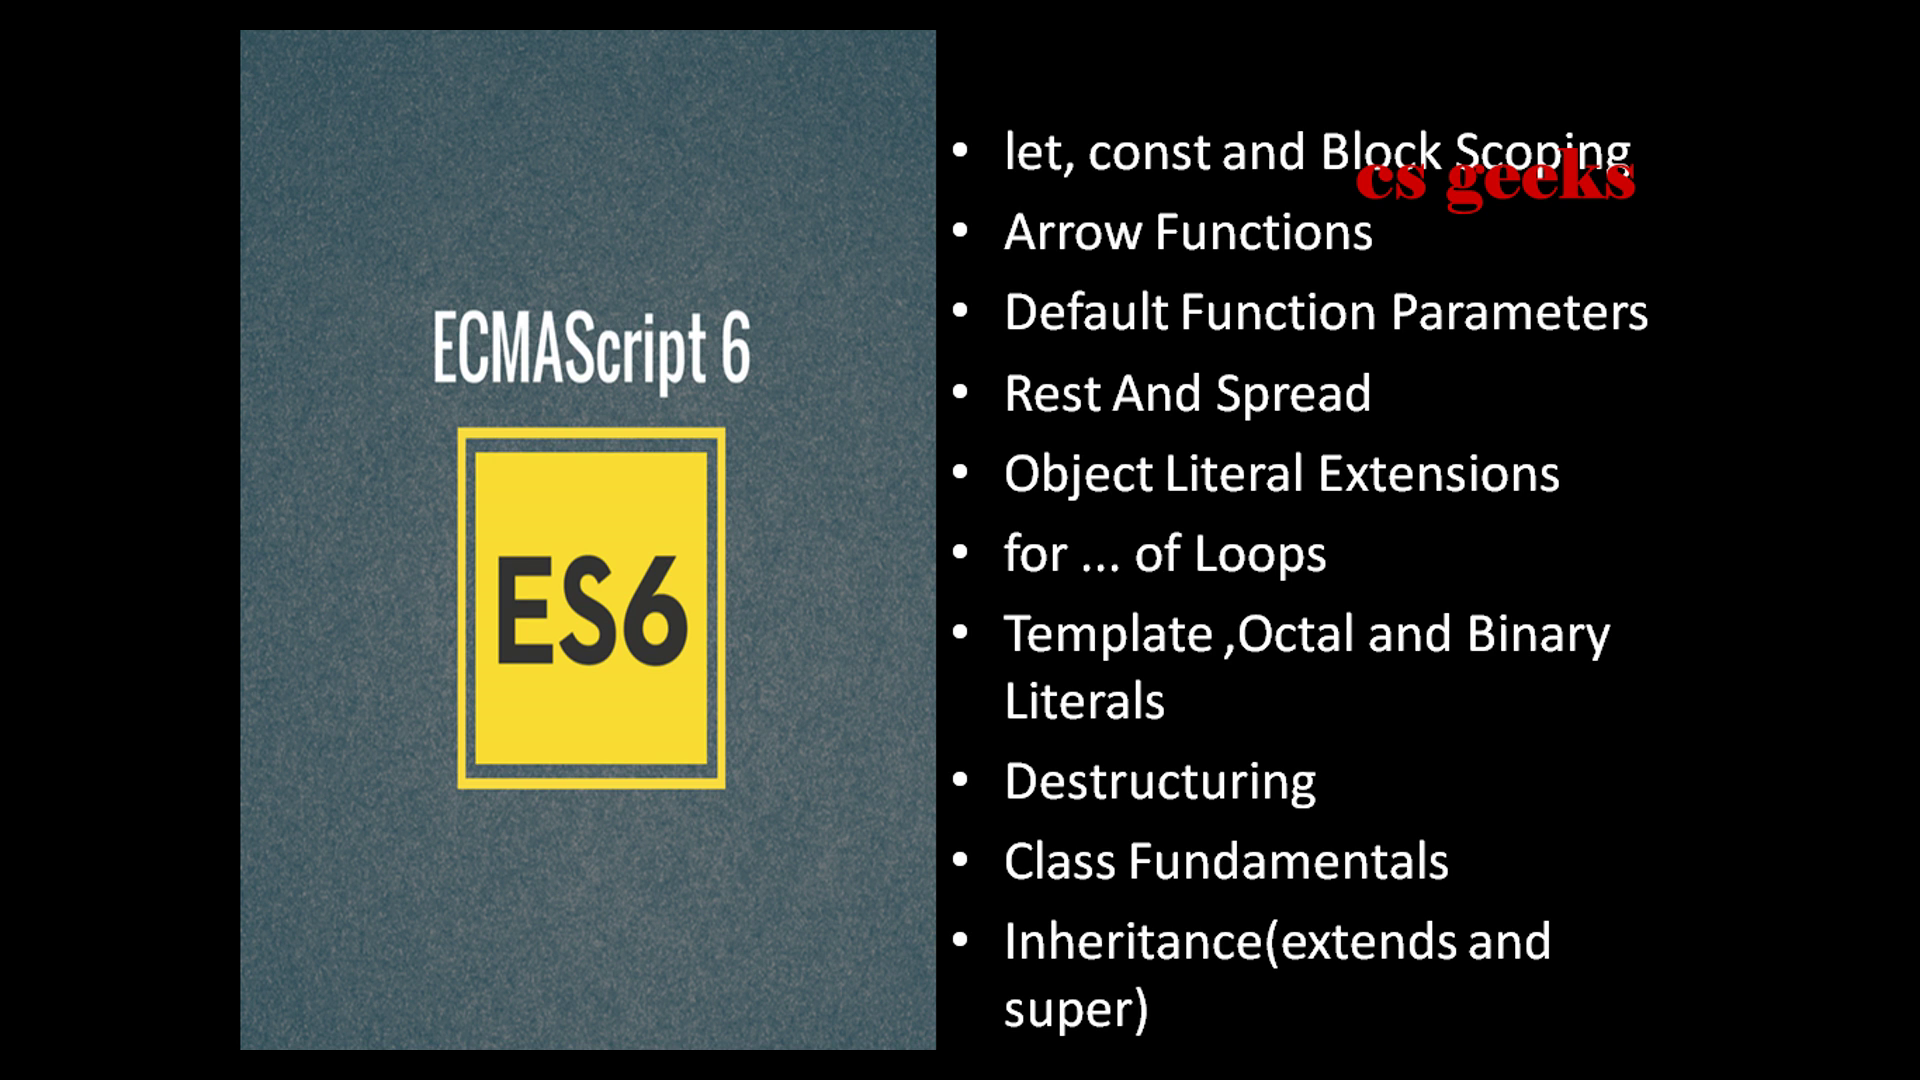 ECMAScript 6
ES6
• let, const and Block Scoping
cs geeks
• Arrow Functions
• Default Function Parameters
• Rest And Spread
• Object Literal Extensions
• for ... of Loops
• Template ,Octal and Binary
Literals
• Destructuring
• Class Fundamentals
• Inheritance(extends and
super)